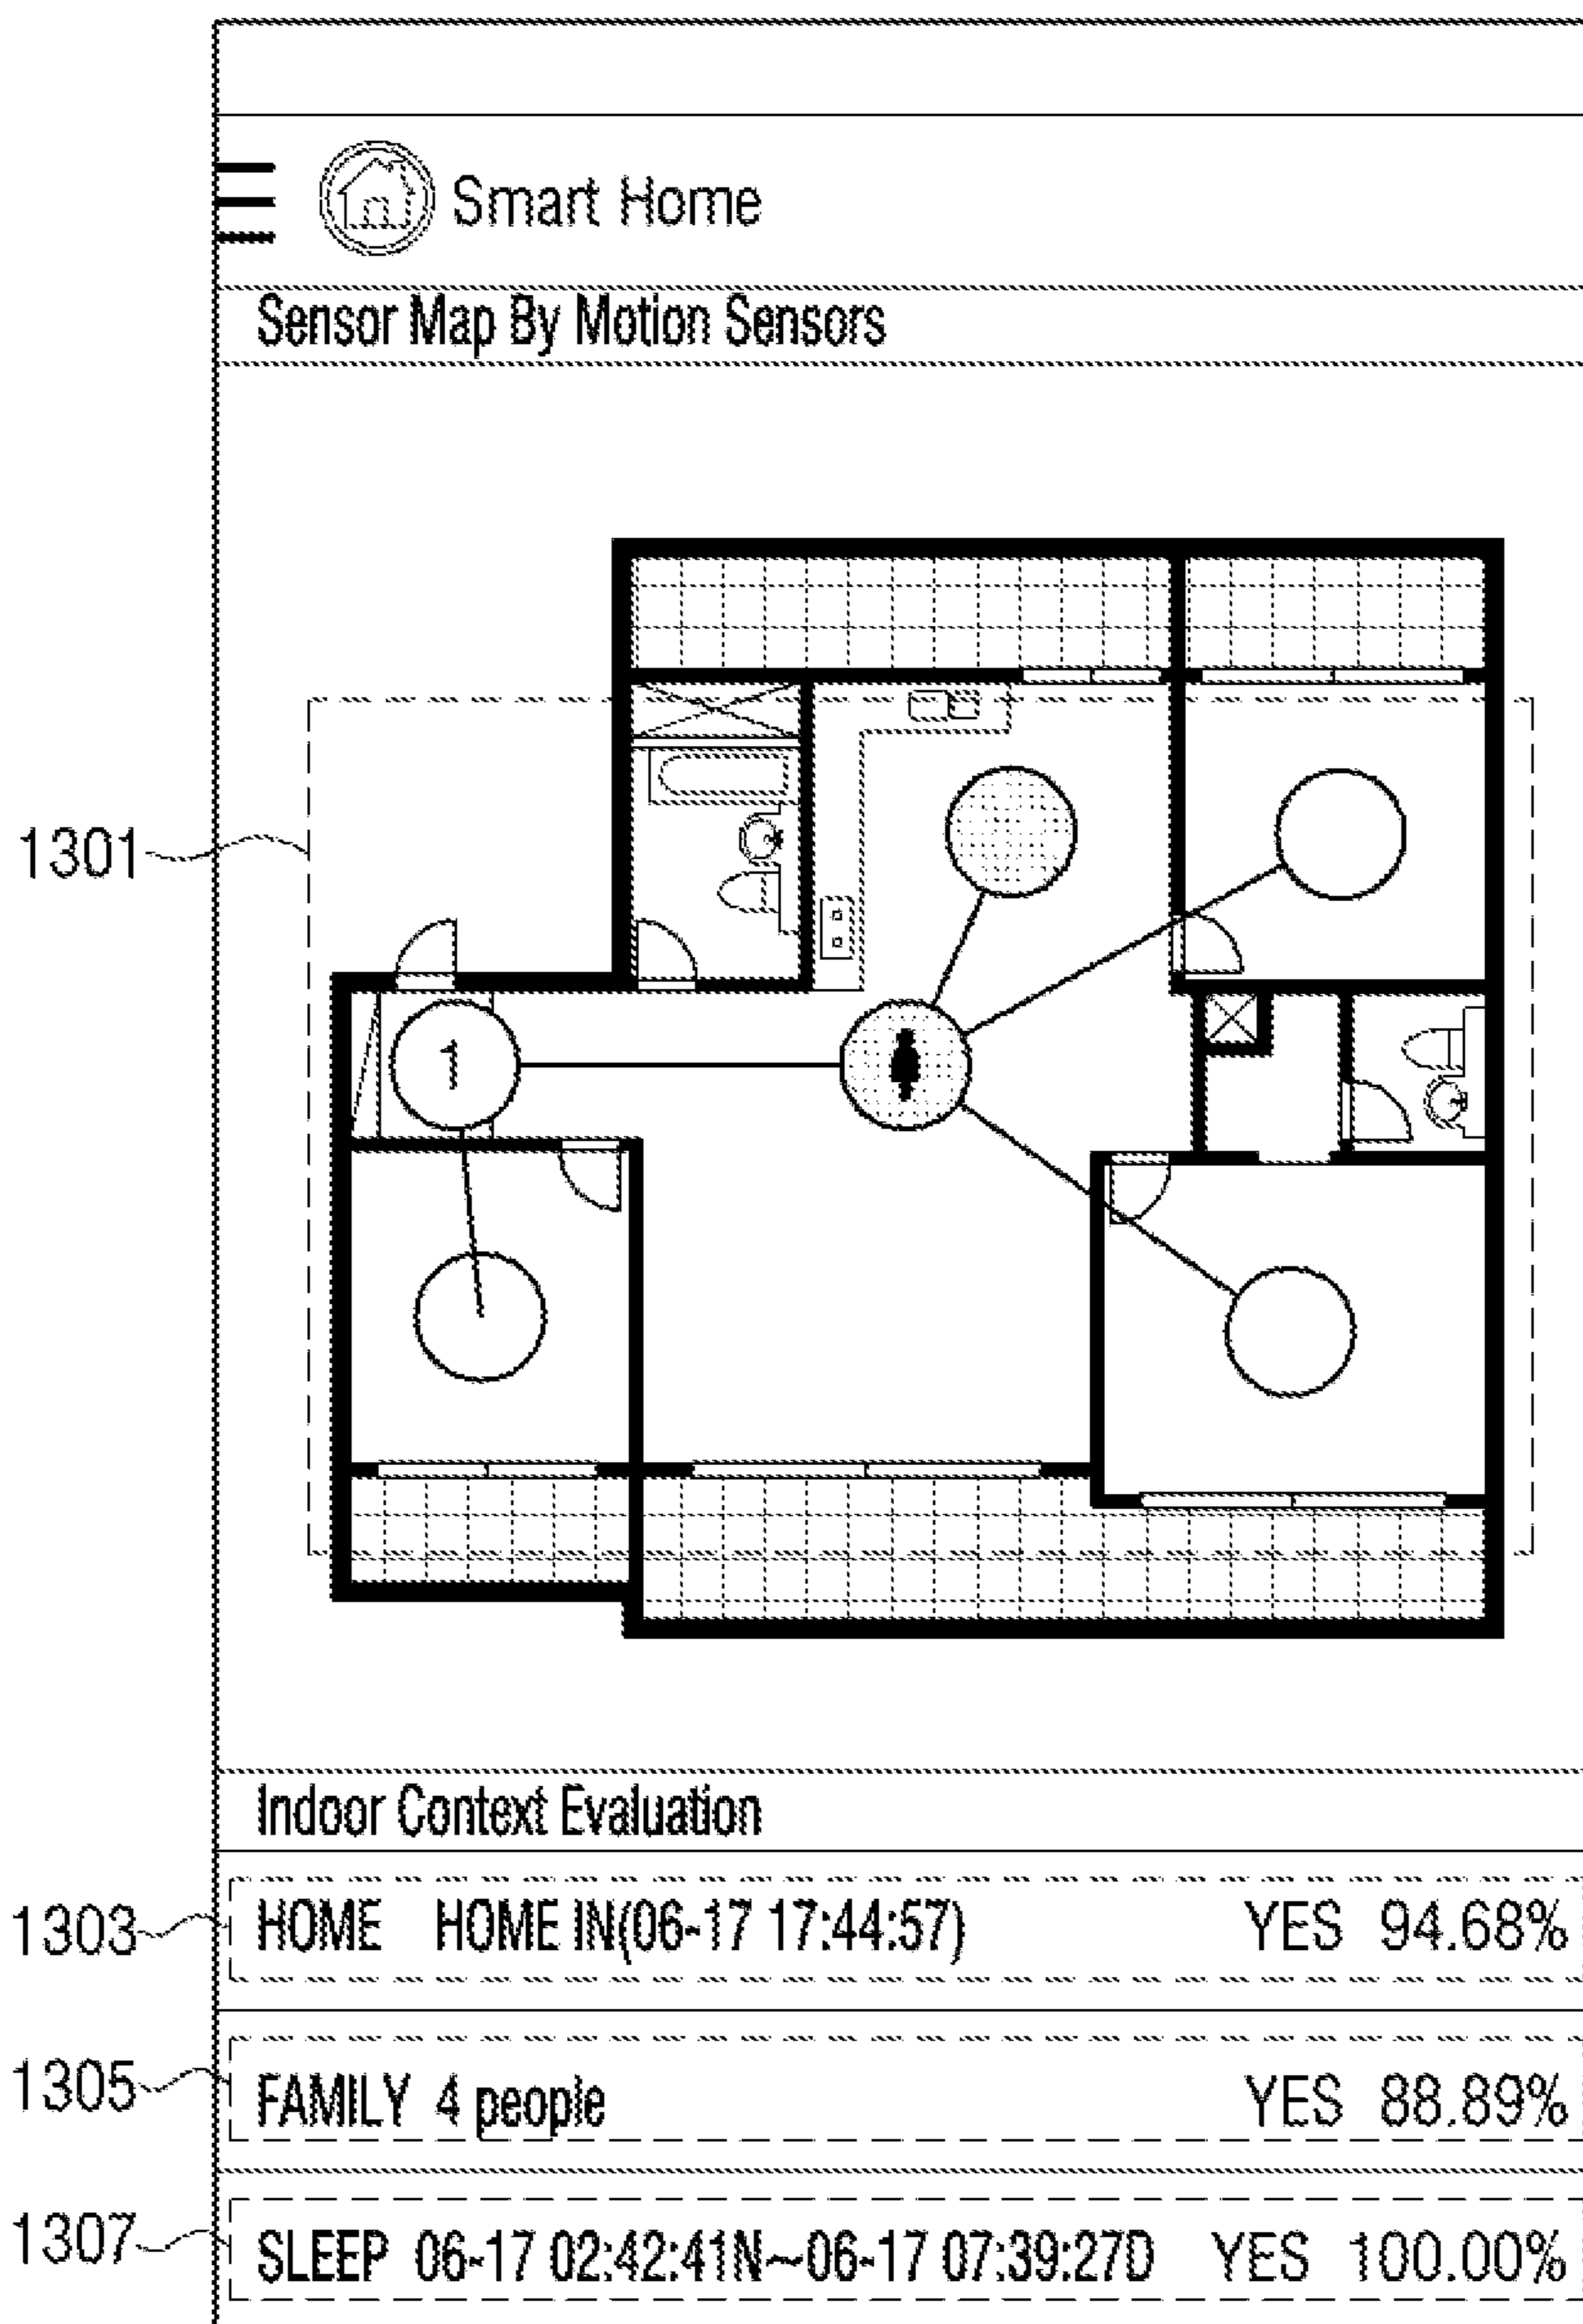 Smart Home
Sensor Map By Motion Sensors
1301
1
Indoor Context Evaluation
1303 HOME HOME IN(06-17 17:44:57) YES 94.68%
1305 FAMILY 4 people YES 88.89%
1307 SLEEP 06-17 02:42:41N~06-17 07:39:27D YES 100.00%